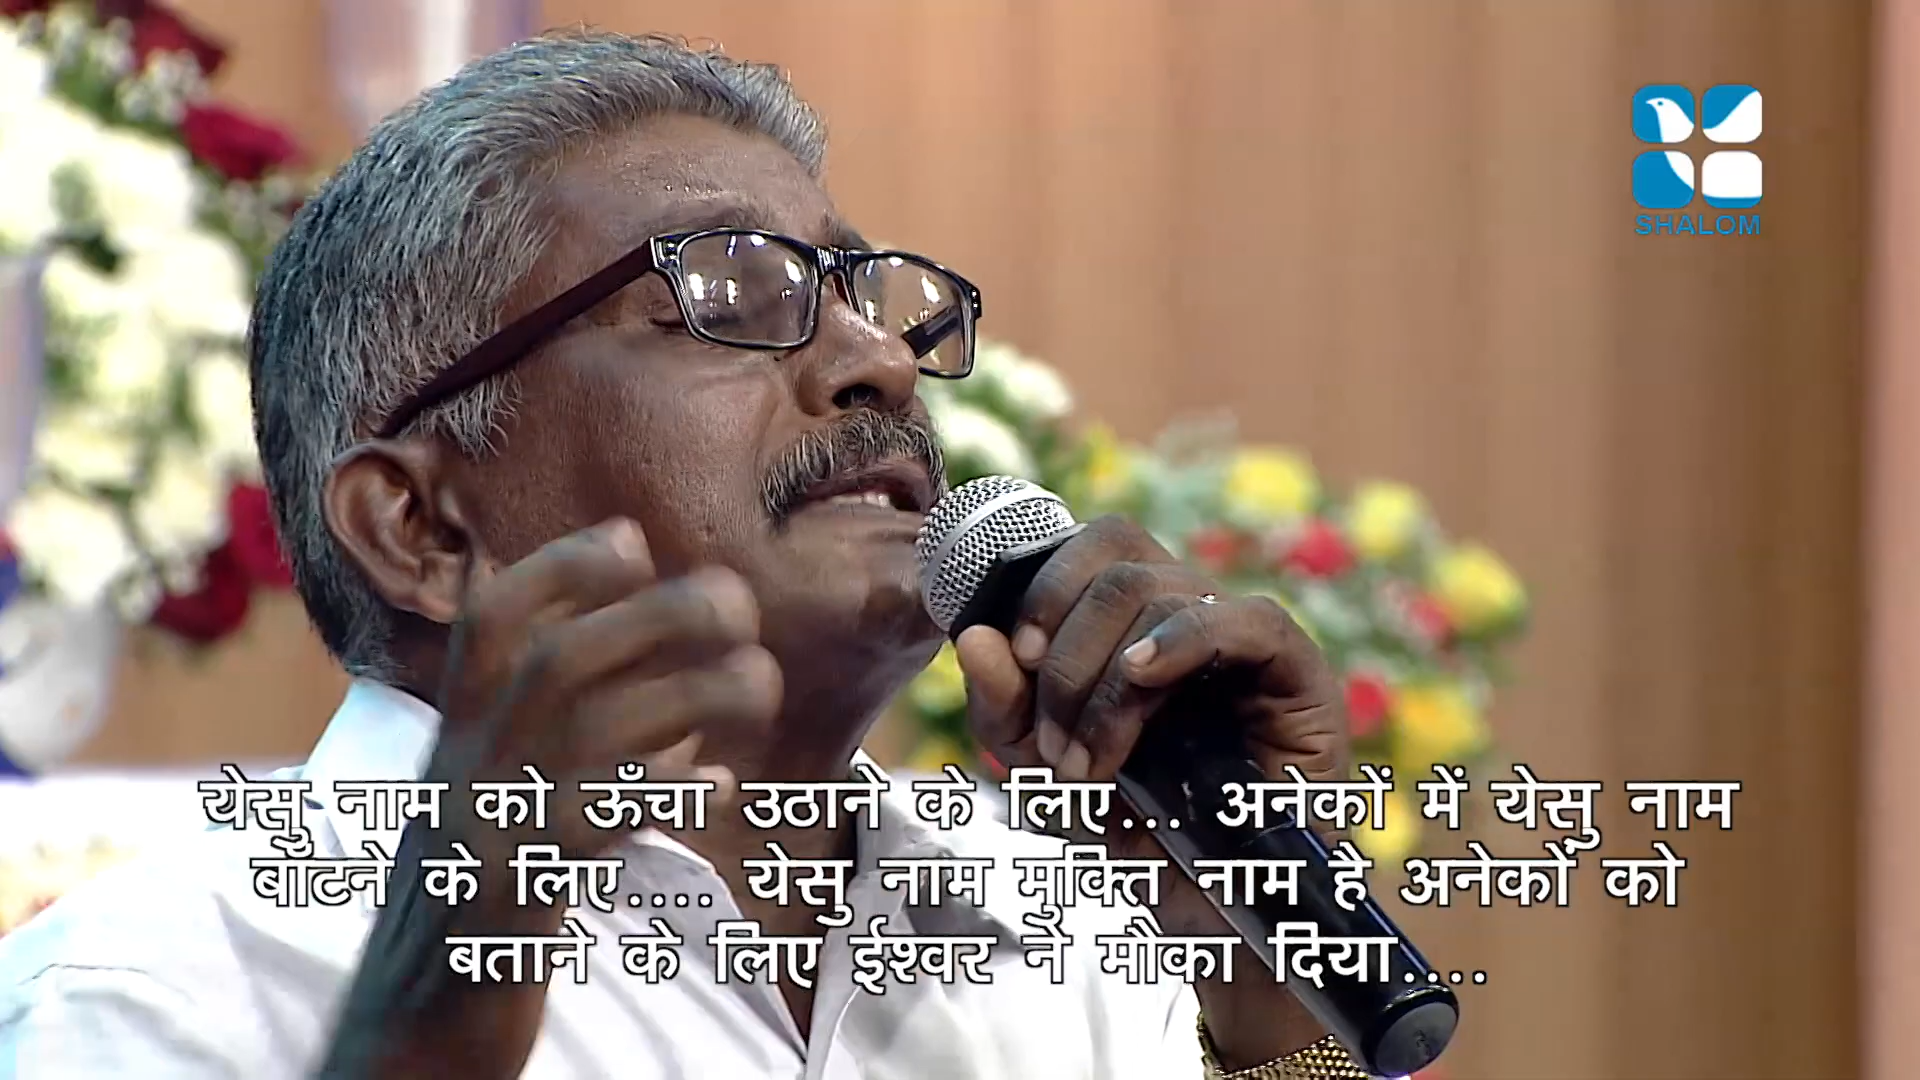 SHALOM
येसु नाम को ऊँचा उठाने के लिए... अनेकों में येसु नाम
बाँटने के लिए.... येसु नाम मुक्ति नाम है अनेकों को
बताने के लिए ईश्वर ने मौका दिया....